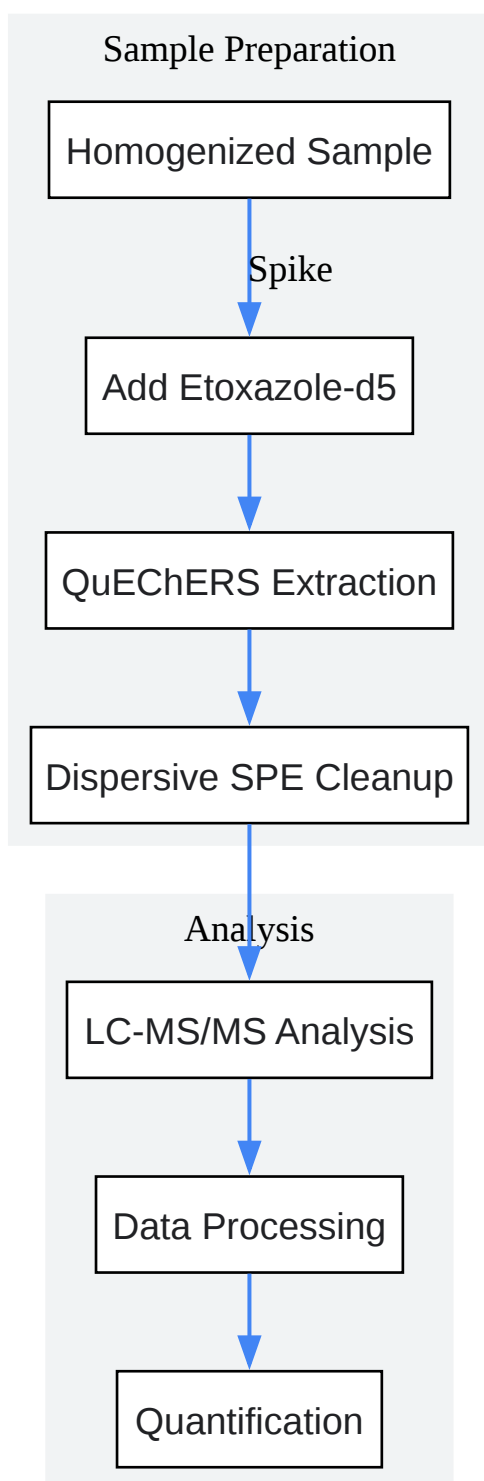 Sample Preparation
Homogenized Sample
Spike
Add Etoxazole-d5
QuEChERS Extraction
Dispersive SPE Cleanup
Analysis
LC-MS/MS Analysis
Data Processing
Quantification